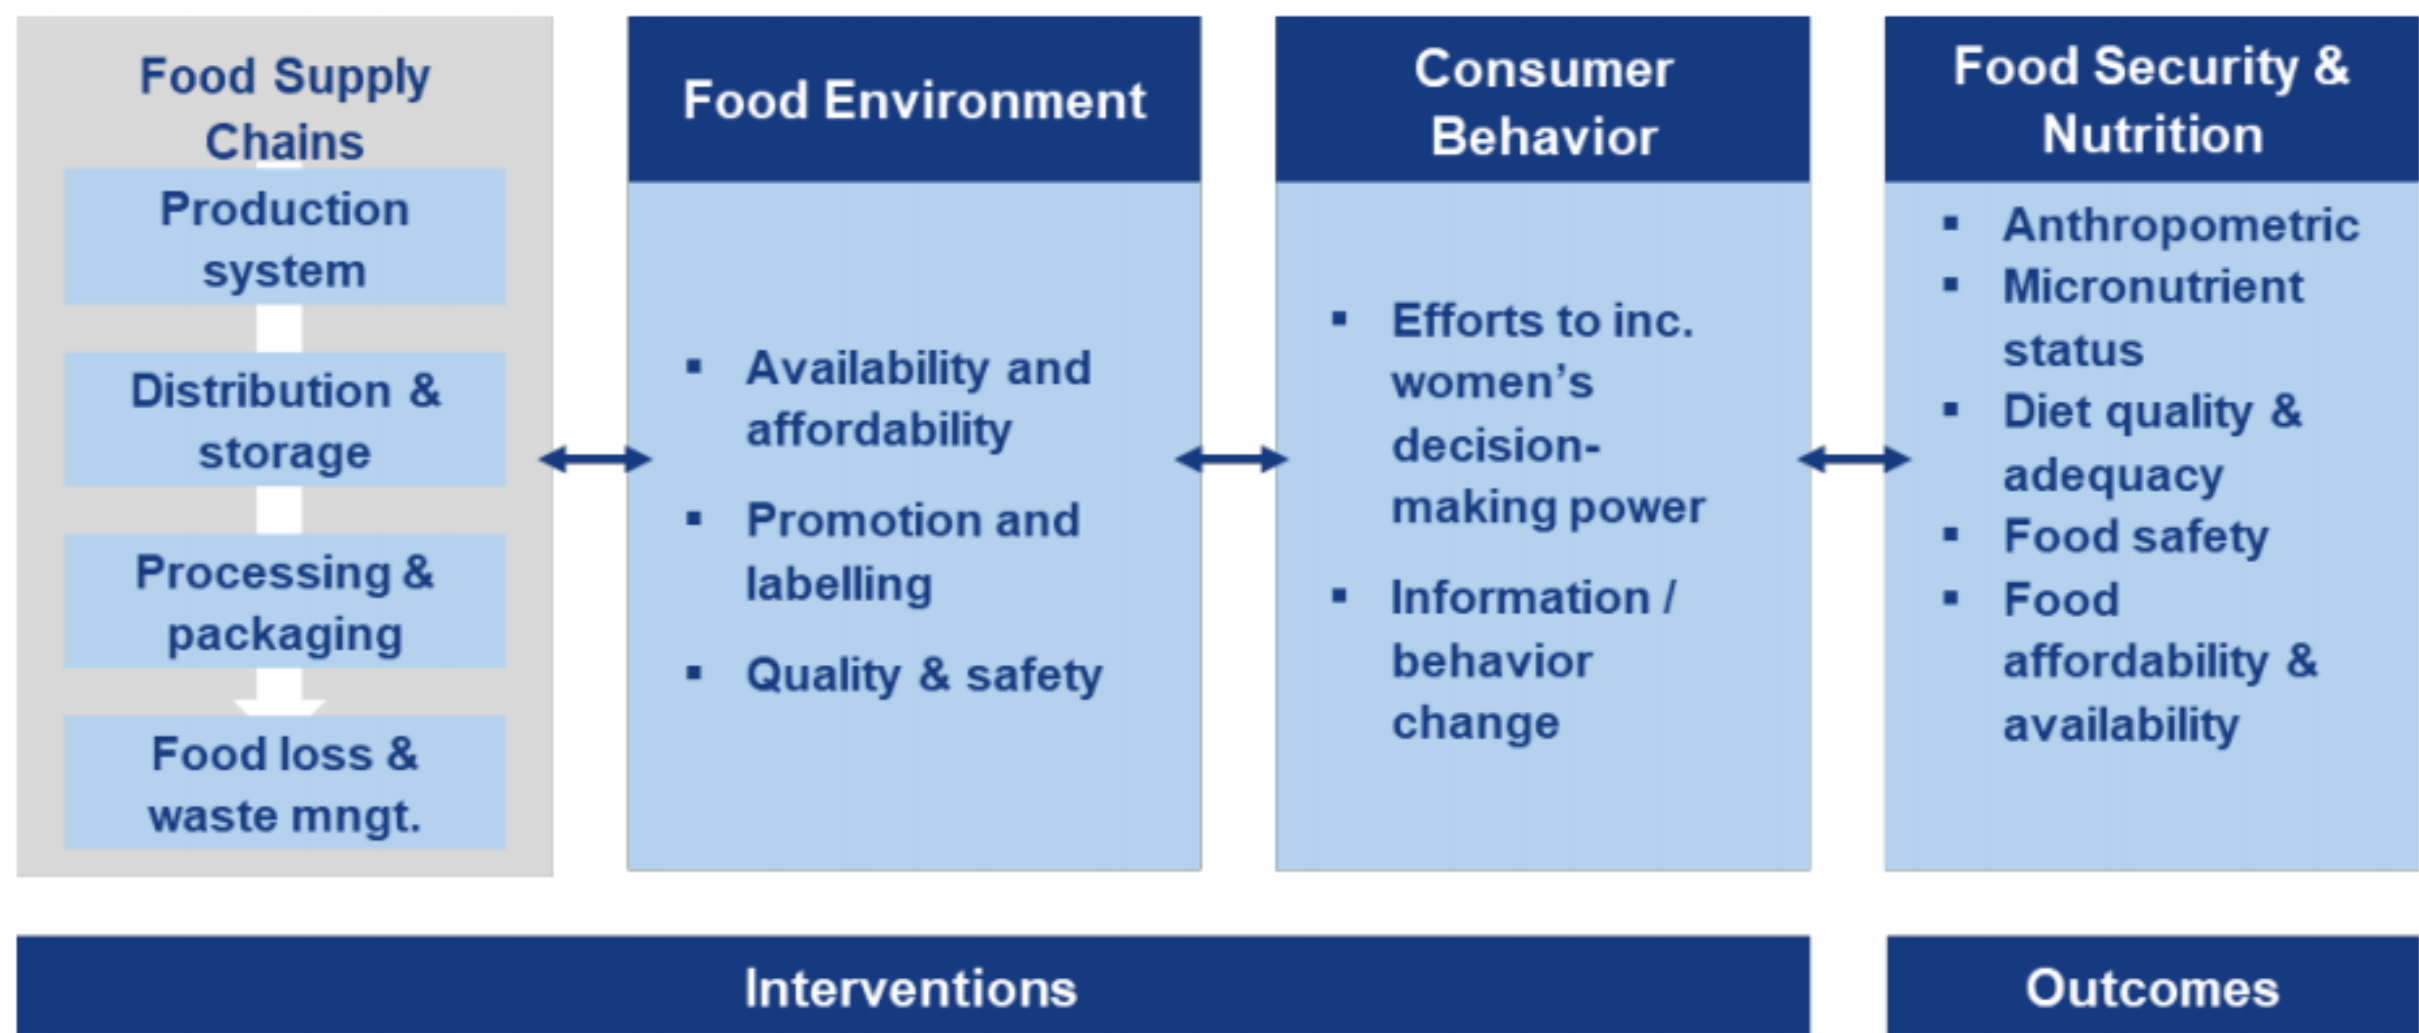 Food Supply
Chains
Production
system
Distribution &
storage
Processing &
packaging
Food loss &
waste mngt.
Food Environment
▪ Availability and
affordability
▪ Promotion and
labelling
▪ Quality & safety
Consumer
Behavior
▪ Efforts to inc.
women’s
decision-
making power
▪ Information /
behavior
change
Food Security &
Nutrition
▪ Anthropometric
▪ Micronutrient
status
▪ Diet quality &
adequacy
▪ Food safety
▪ Food
affordability &
availability
Interventions
Outcomes